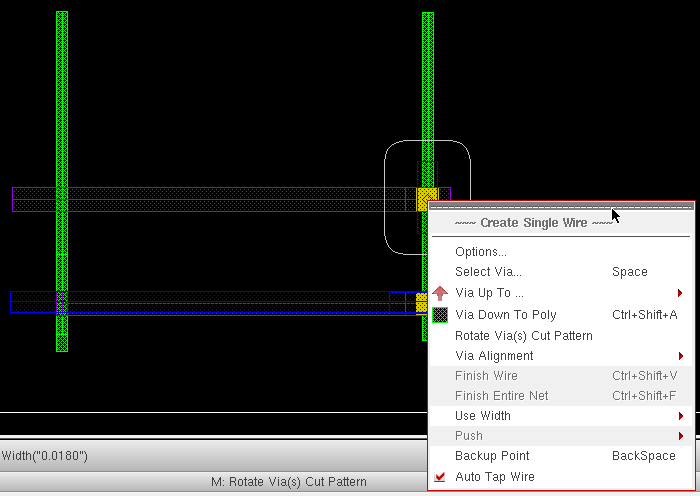 ~~~ Create Single Wire ~~~
Options...
Select Via... Space
Via Up To ...
Via Down To Poly Ctrl+Shift+A
Rotate Via(s) Cut Pattern
Via Alignment
Finish Wire Ctrl+Shift+V
Finish Entire Net Ctrl+Shift+F
Use Width
Push
Backup Point BackSpace
Auto Tap Wire
Width("0.0180")
M: Rotate Via(s) Cut Pattern